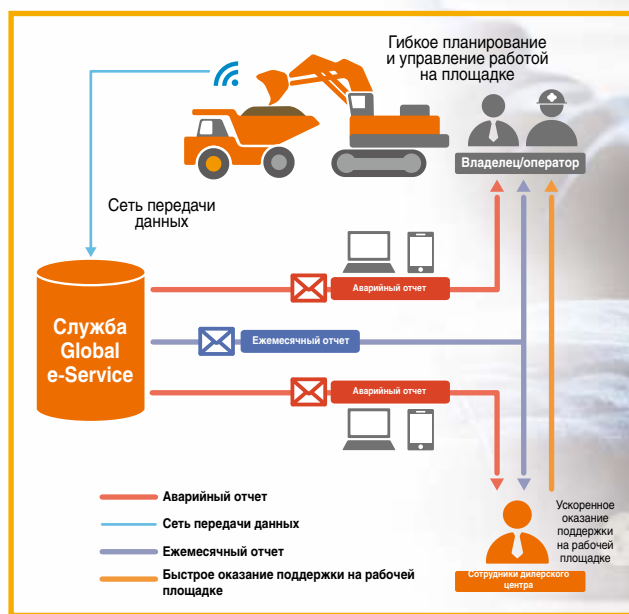 Гибкое планирование
и управление работой
на площадке
Владелец/оператор
Сеть передачи
данных
Аварийный отчет
Служба
Global
e-Service
Ежемесячный отчет
Аварийный отчет
Аварийный отчет
Сеть передачи данных
Ежемесячный отчет
Быстрое оказание поддержки на рабочей
площадке
Ускоренное
оказание
поддержки
на рабочей
площадке
Сотрудники дилерского
центра